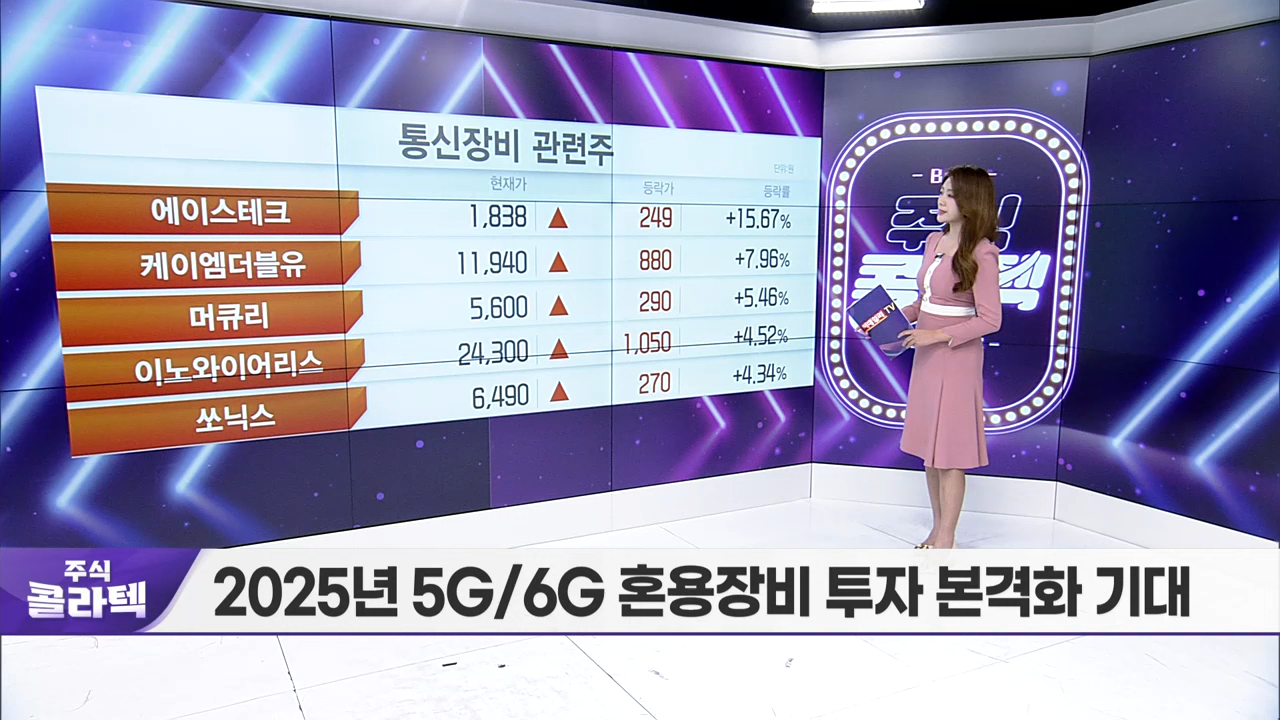 통신장비 관련주
단위:원
현재가 등락가 등락률
에이스테크 1,838 ▲ 249 +15.67%
케이엠더블유 11,940 ▲ 880 +7.96%
머큐리 5,600 ▲ 290 +5.46%
이노와이어리스 24,300 ▲ 1,050 +4.52%
쏘닉스 6,490 ▲ 270 +4.34%
TV
주식
콜라텍
2025년 5G/6G 혼용장비 투자 본격화 기대